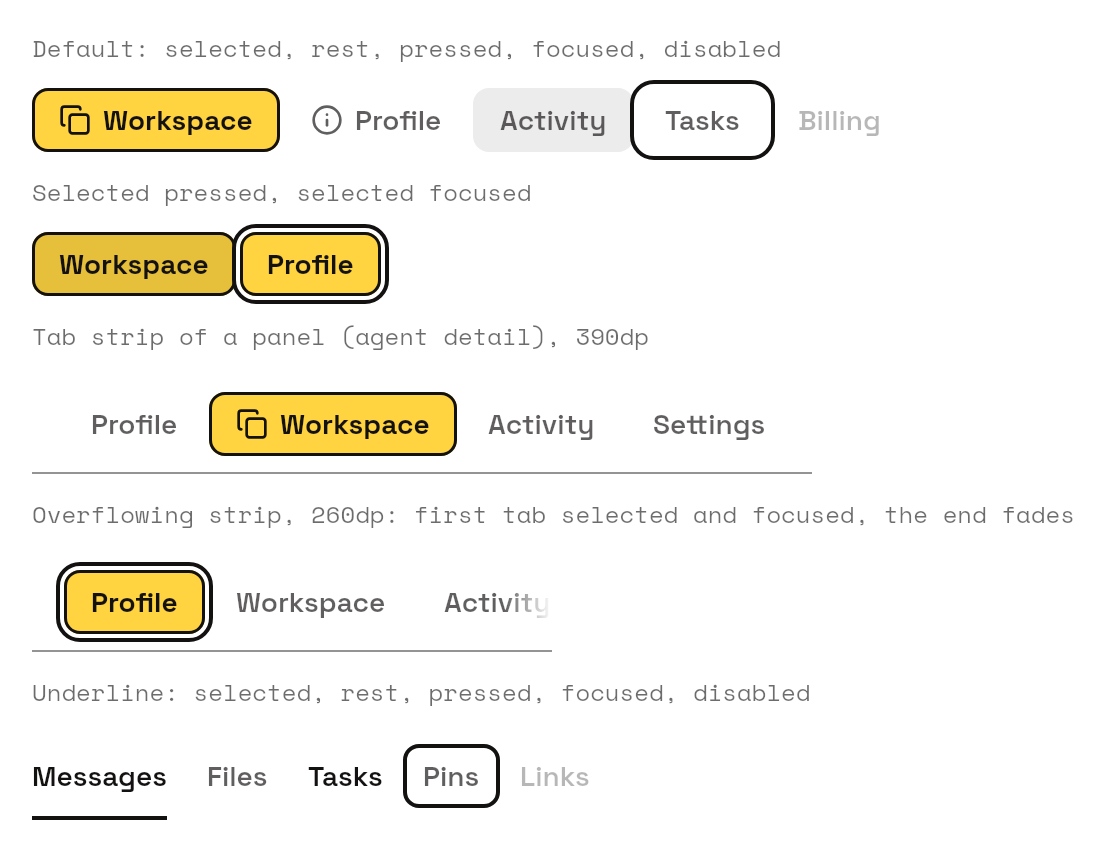 Default: selected, rest, pressed, focused, disabled
Workspace Profile Activity Tasks Billing
Selected pressed, selected focused
Workspace Profile
Tab strip of a panel (agent detail), 390dp
Profile Workspace Activity Settings
Overflowing strip, 260dp: first tab selected and focused, the end fades
Profile Workspace Activity
Underline: selected, rest, pressed, focused, disabled
Messages Files Tasks Pins Links